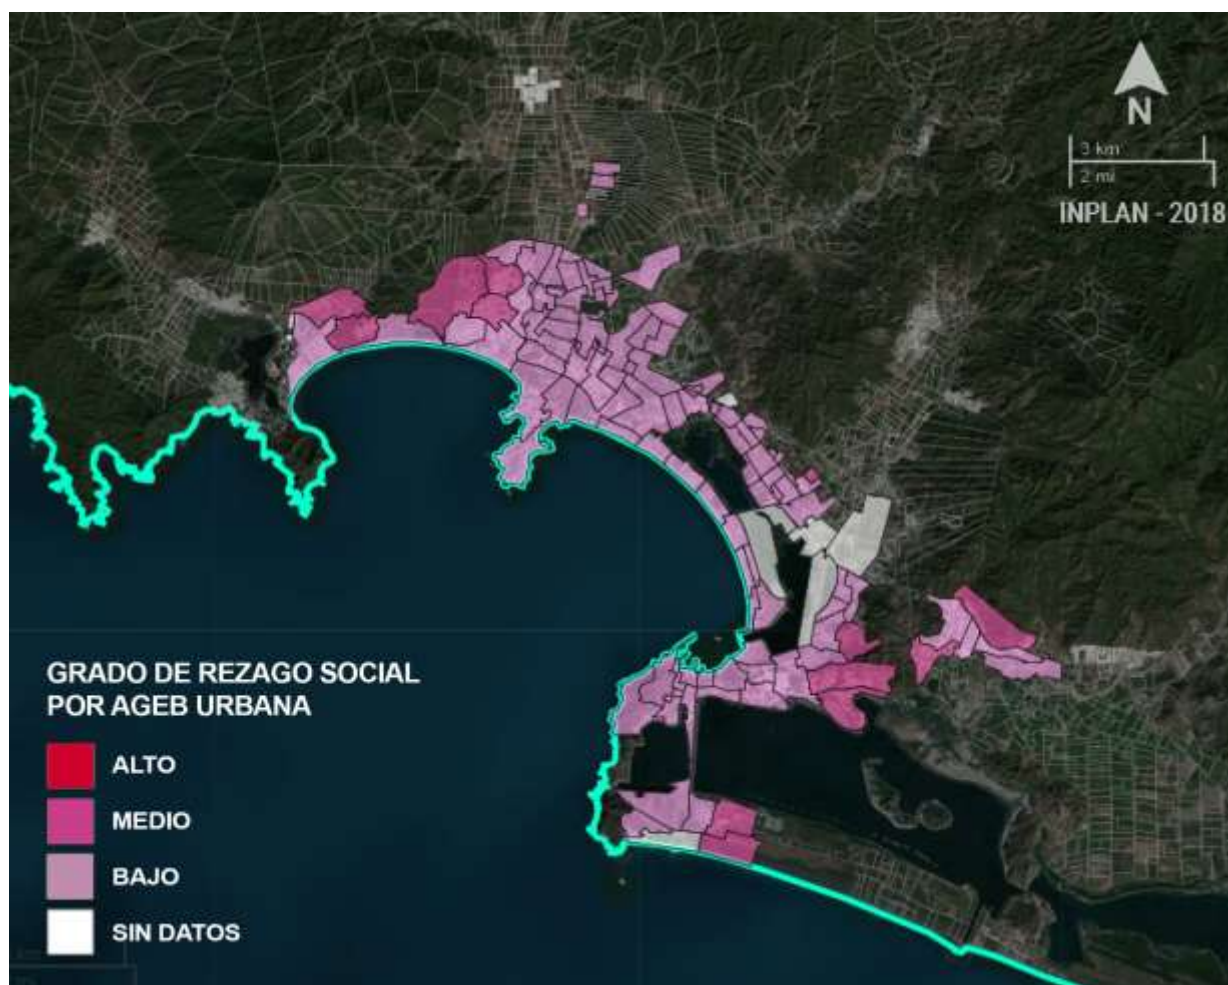 N
3 km
2 mi
INPLAN - 2018
GRADO DE REZAGO SOCIAL
POR AGEB URBANA
ALTO
MEDIO
BAJO
SIN DATOS